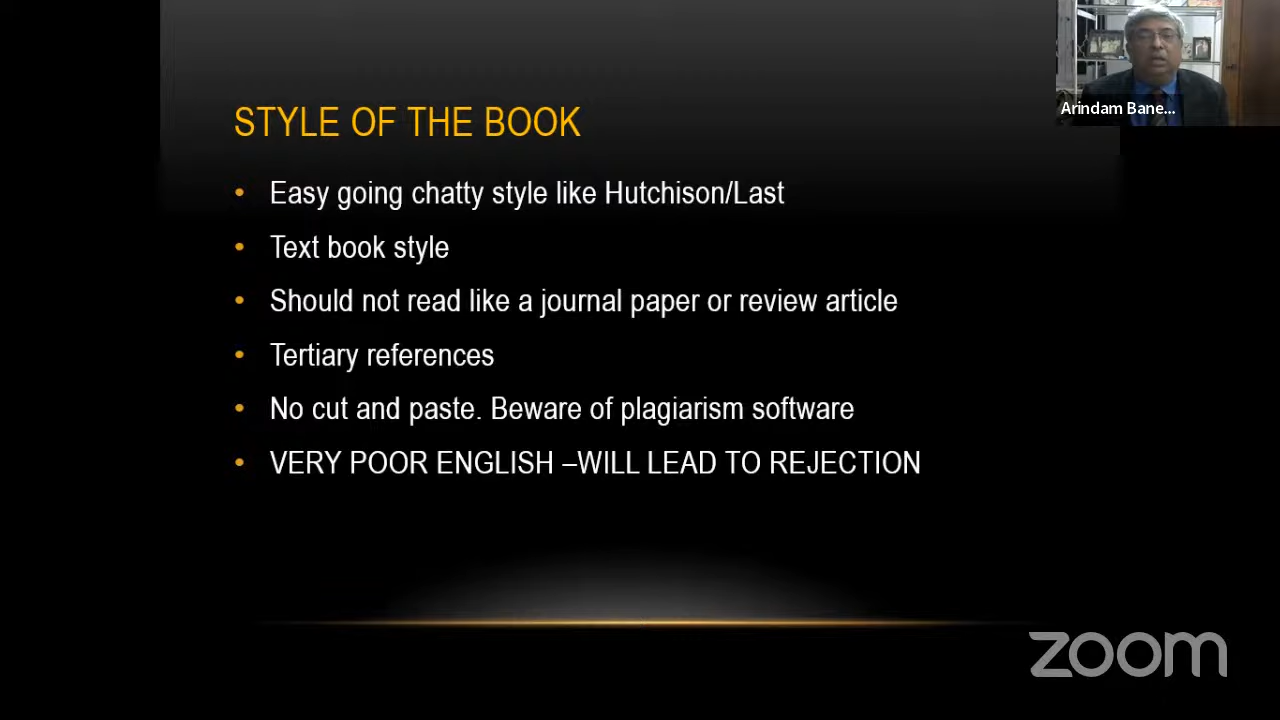 STYLE OF THE BOOK
Arindam Bane...
• Easy going chatty style like Hutchison/Last
• Text book style
• Should not read like a journal paper or review article
• Tertiary references
• No cut and paste. Beware of plagiarism software
• VERY POOR ENGLISH –WILL LEAD TO REJECTION
zoom